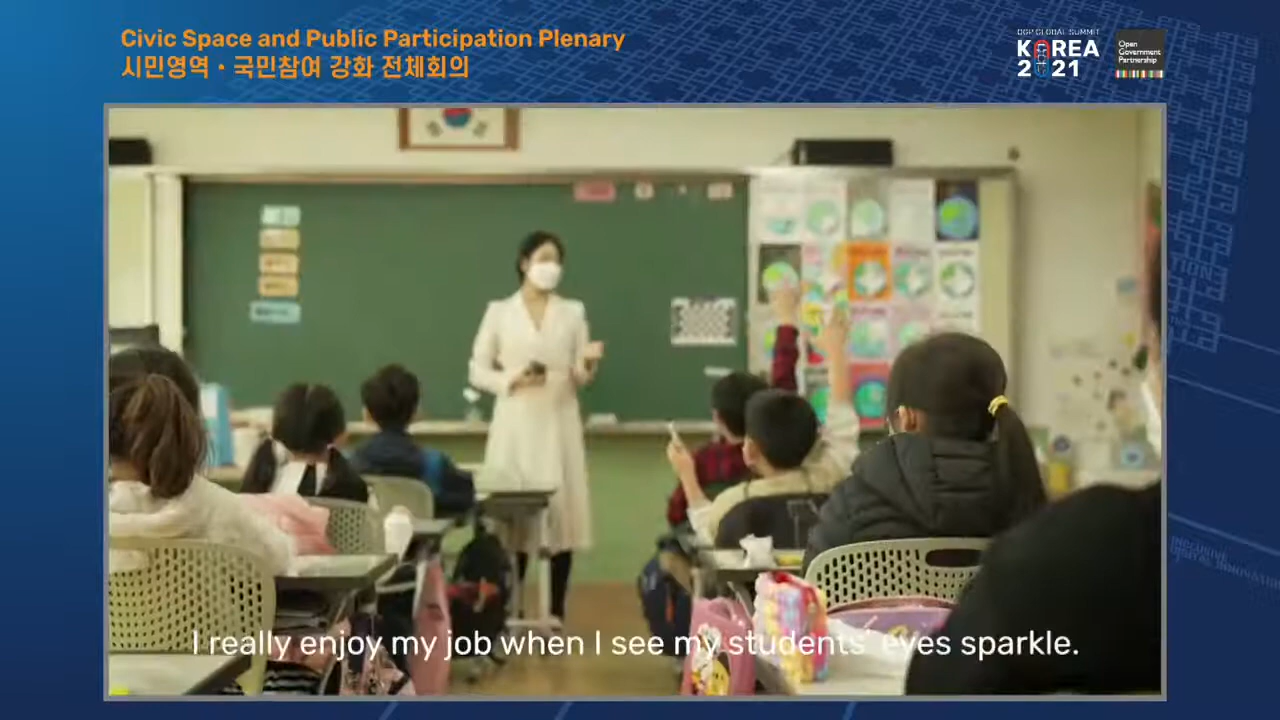 Civic Space and Public Participation Plenary
시민영역・국민참여 강화 전체회의
OGP GLOBAL SUMMIT
KOREA
2021
Open
Government
Partnership
I really enjoy my job when I see my students' eyes sparkle.